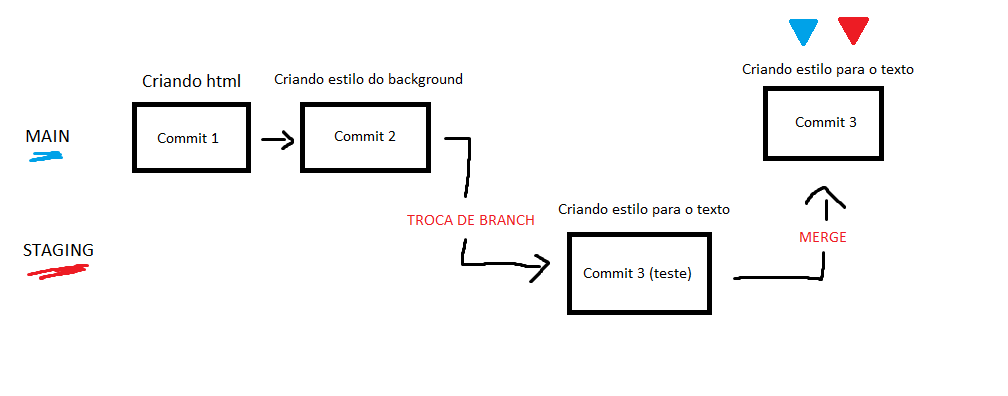 Criando html
Criando estilo do background
Criando estilo para o texto
MAIN
Commit 1
Commit 2
Commit 3
TROCA DE BRANCH
Criando estilo para o texto
MERGE
STAGING
Commit 3 (teste)